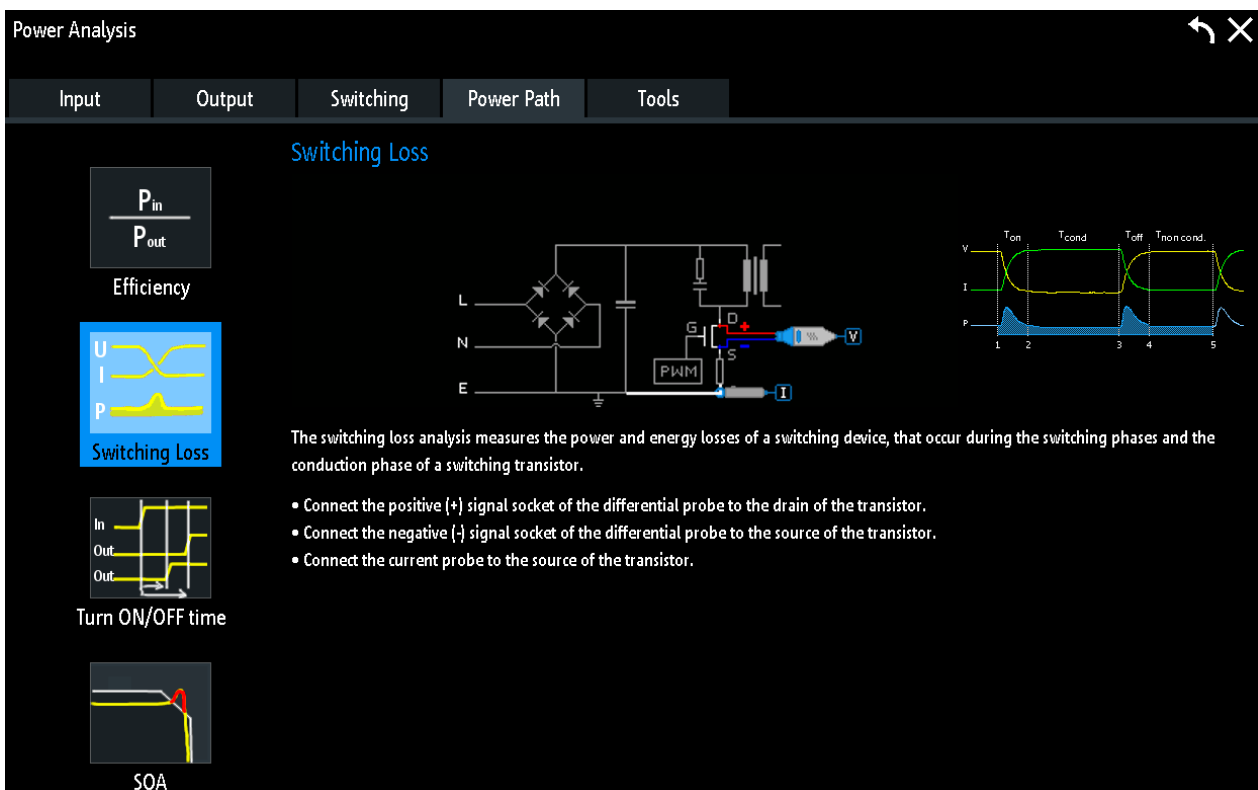 Power Analysis
Input Output Switching Power Path Tools
Switching Loss
Pin
Pout
Efficiency
U
I
P
Switching Loss
In
Out
Out
Turn ON/OFF time
SOA
L
N
E
G
D
+
-
S
PWM
V
I
Ton Tcond Toff Tnon cond.
V
I
P
1 2 3 4 5
The switching loss analysis measures the power and energy losses of a switching device, that occur during the switching phases and the
conduction phase of a switching transistor.
• Connect the positive (+) signal socket of the differential probe to the drain of the transistor.
• Connect the negative (-) signal socket of the differential probe to the source of the transistor.
• Connect the current probe to the source of the transistor.